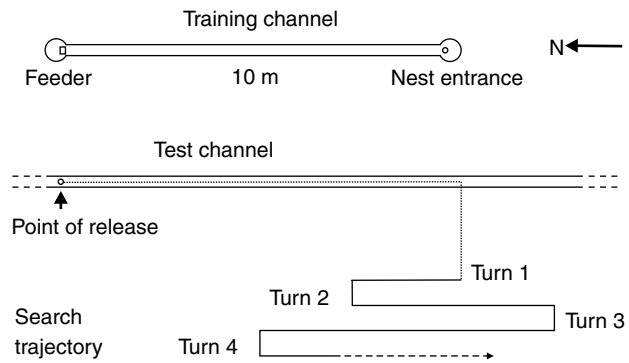 Training channel
N
Feeder
10 m
Nest entrance
Test channel
Point of release
Turn 1
Turn 2
Turn 3
Search
trajectory
Turn 4